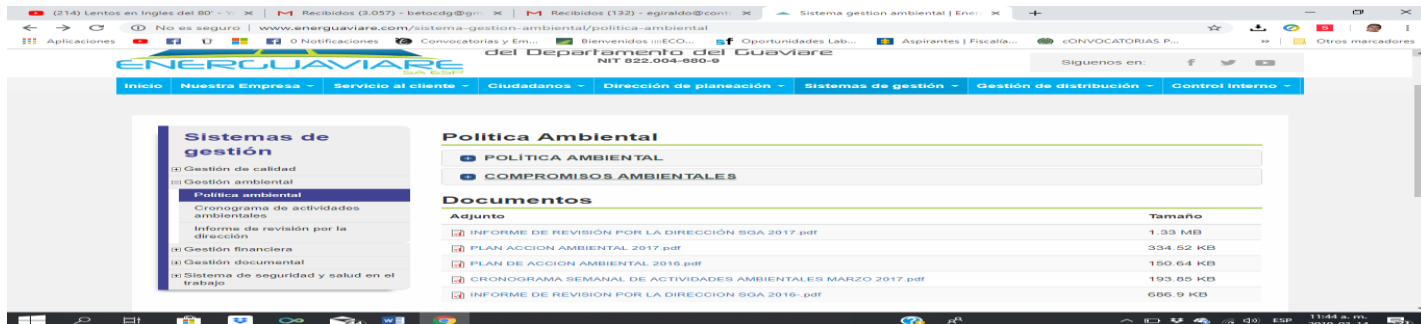 (214) Lentos en Ingles del 80' - Y
Recibidos (3.057) - betocdg@gm
Recibidos (132) - egiraldo@cont
Sistema gestion ambiental | Ener
No es seguro | www.energuaviare.com/sistema-gestion-ambiental/politica-ambiental
Aplicaciones
0 Notificaciones
Convocatorias y Em...
Bienvenidos :::ECO...
Oportunidades Lab...
Aspirantes | Fiscalía...
cONVOCATORIAS P...
Otros marcadores
ENERGUAVIARE
SA ESP
del Departamento del Guaviare
NIT 822.004-680-9
Siguenos en:
Inicio Nuestra Empresa Servicio al cliente Ciudadanos Dirección de planeación Sistemas de gestión Gestión de distribución Control Interno
Sistemas de
gestión
Gestión de calidad
Gestión ambiental
Política ambiental
Cronograma de actividades
ambientales
Informe de revisión por la
dirección
Gestión financiera
Gestión documental
Sistema de seguridad y salud en el
trabajo
Politica Ambiental
POLÍTICA AMBIENTAL
COMPROMISOS AMBIENTALES
Documentos
Adjunto Tamaño
INFORME DE REVISIÓN POR LA DIRECCIÓN SGA 2017.pdf 1.33 MB
PLAN ACCION AMBIENTAL 2017.pdf 334.52 KB
PLAN DE ACCION AMBIENTAL 2016.pdf 150.64 KB
CRONOGRAMA SEMANAL DE ACTIVIDADES AMBIENTALES MARZO 2017.pdf 193.85 KB
INFORME DE REVISION POR LA DIRECCION SGA 2016-.pdf 686.9 KB
ESP
11:44 a. m.